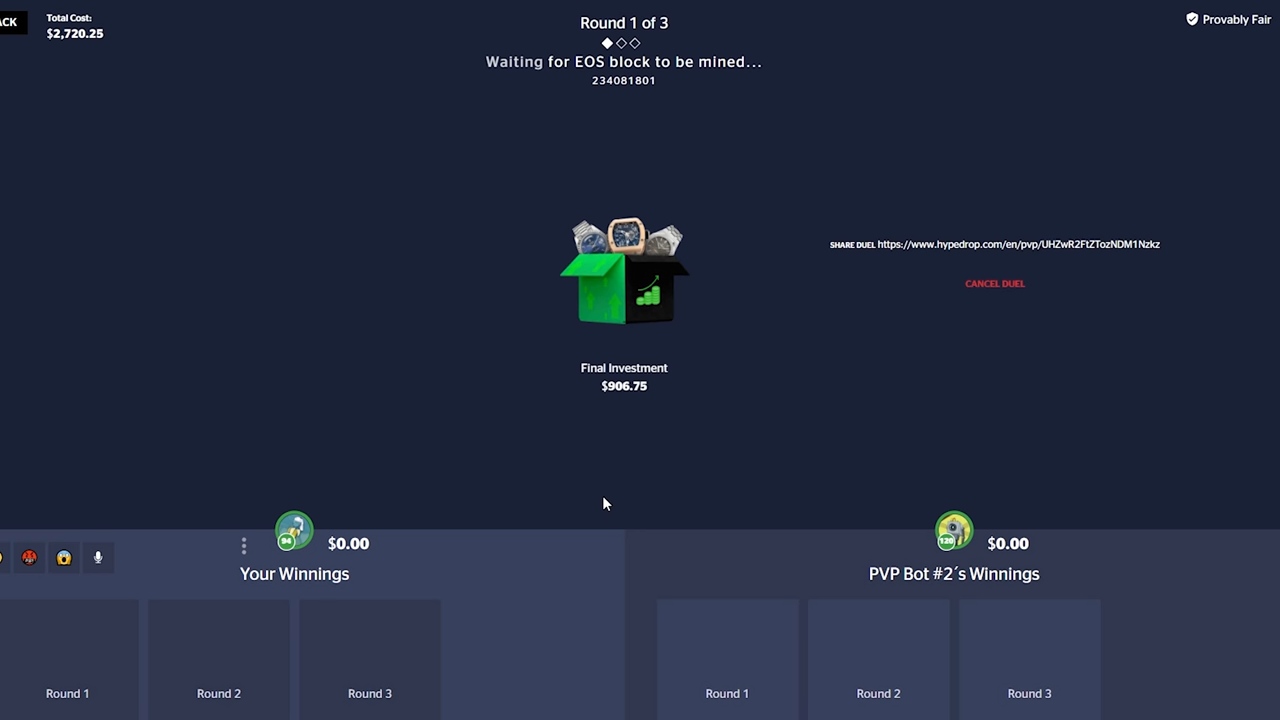 ACK
Total Cost:
$2,720.25
Round 1 of 3
Waiting for EOS block to be mined...
234081801
Provably Fair
SHARE DUEL https://www.hypedrop.com/en/pvp/UHZwR2FtZTozNDM1Nzkz
CANCEL DUEL
Final Investment
$906.75
94
$0.00
Your Winnings
120
$0.00
PVP Bot #2´s Winnings
Round 1
Round 2
Round 3
Round 1
Round 2
Round 3